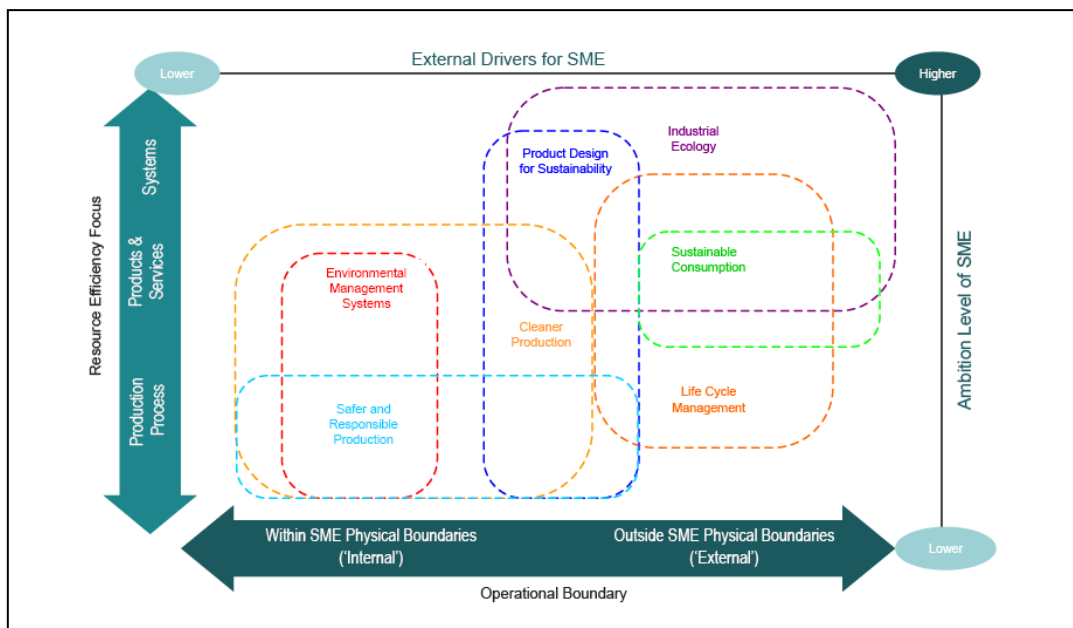 External Drivers for SME
Lower
Higher
Resource Efficiency Focus
Systems
Products &
Services
Production
Process
Industrial
Ecology
Product Design
for Sustainability
Sustainable
Consumption
Environmental
Management
Systems
Cleaner
Production
Life Cycle
Management
Safer and
Responsible
Production
Ambition Level of SME
Within SME Physical Boundaries
('Internal')
Outside SME Physical Boundaries
('External')
Lower
Operational Boundary